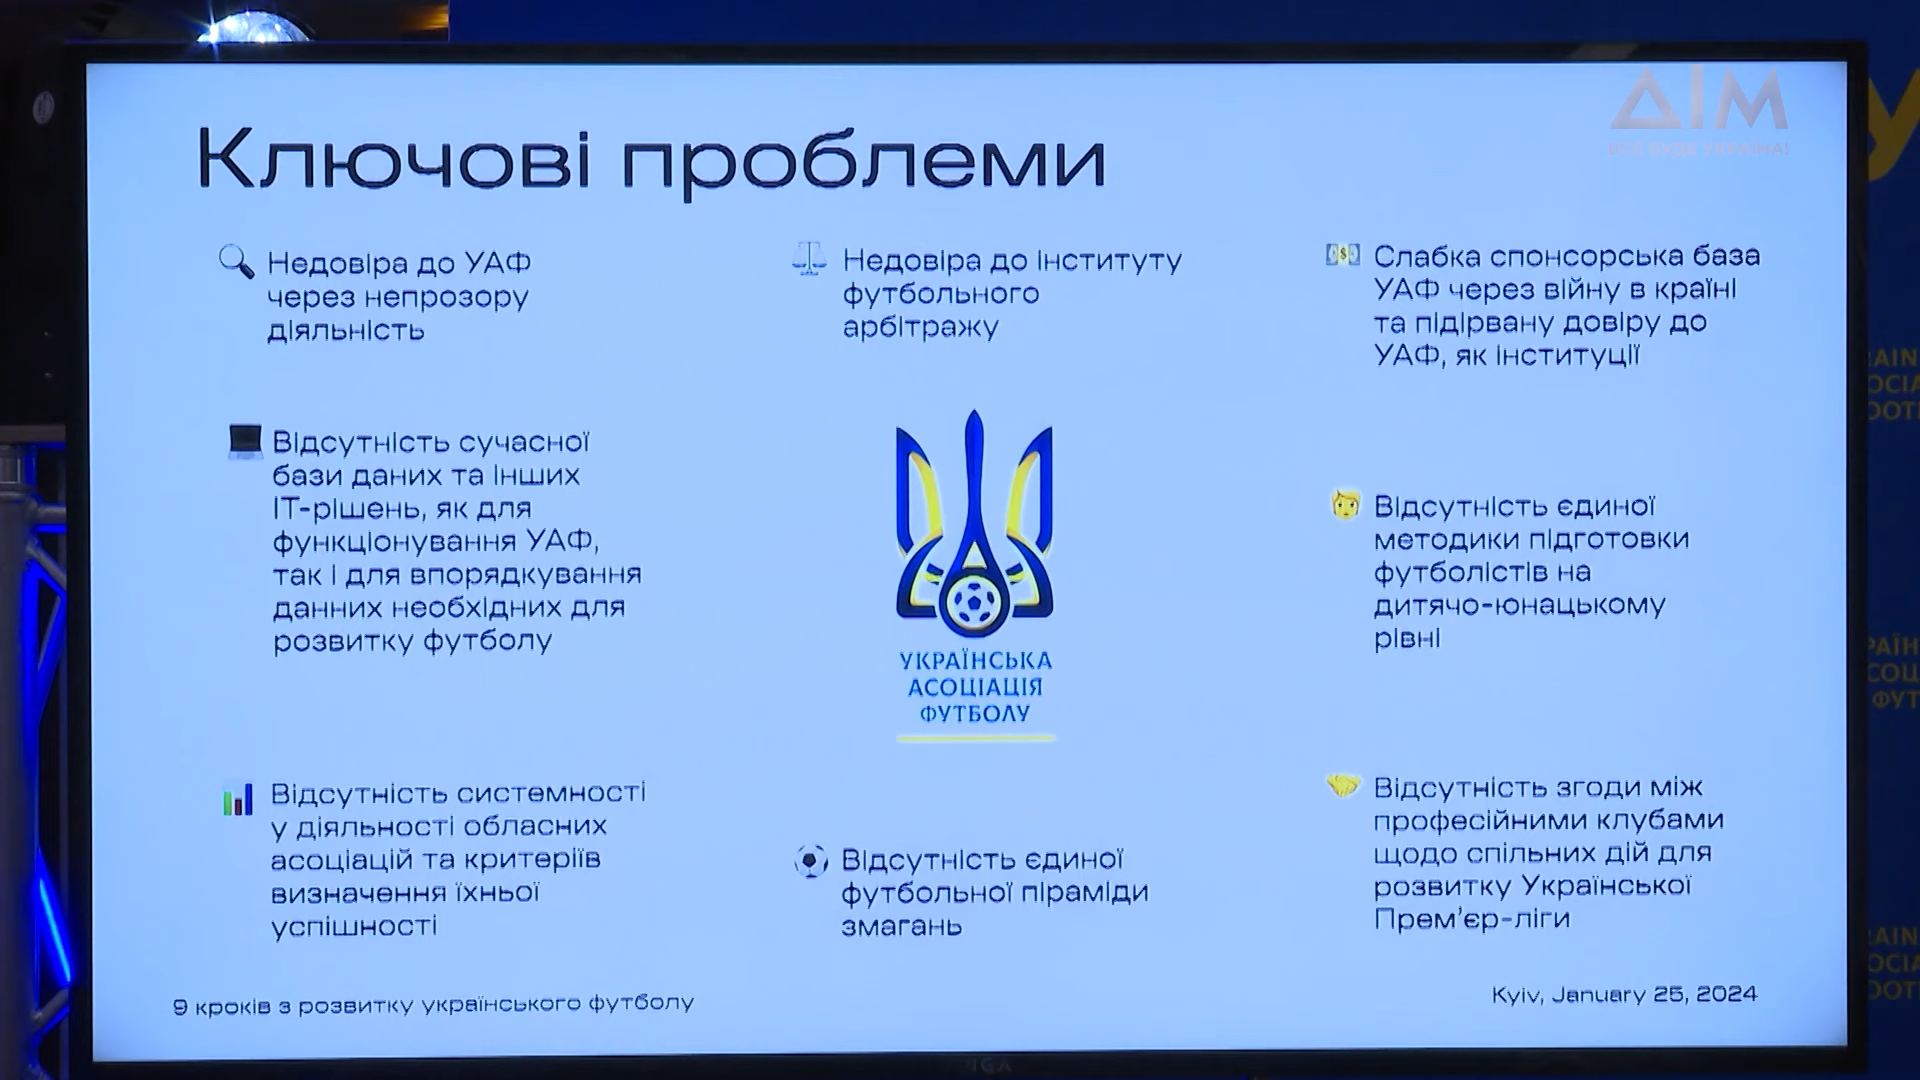 ДІМ
ВСЕ БУДЕ УКРАЇНА!
Ключові проблеми
Недовіра до УАФ
через непрозору
діяльність
Недовіра до інституту
футбольного
арбітражу
Слабка спонсорська база
УАФ через війну в країні
та підірвану довіру до
УАФ, як інституції
Відсутність сучасної
бази даних та інших
ІТ-рішень, як для
функціонування УАФ,
так і для впорядкування
данних необхідних для
розвитку футболу
УКРАЇНСЬКА
АСОЦІАЦІЯ
ФУТБОЛУ
Відсутність єдиної
методики підготовки
футболістів на
дитячо-юнацькому
рівні
Відсутність системності
у діяльності обласних
асоціацій та критеріїв
визначення їхньої
успішності
Відсутність єдиної
футбольної піраміди
змагань
Відсутність згоди між
професійними клубами
щодо спільних дій для
розвитку Української
Прем’єр-ліги
9 кроків з розвитку українського футболу
Kyiv, January 25, 2024